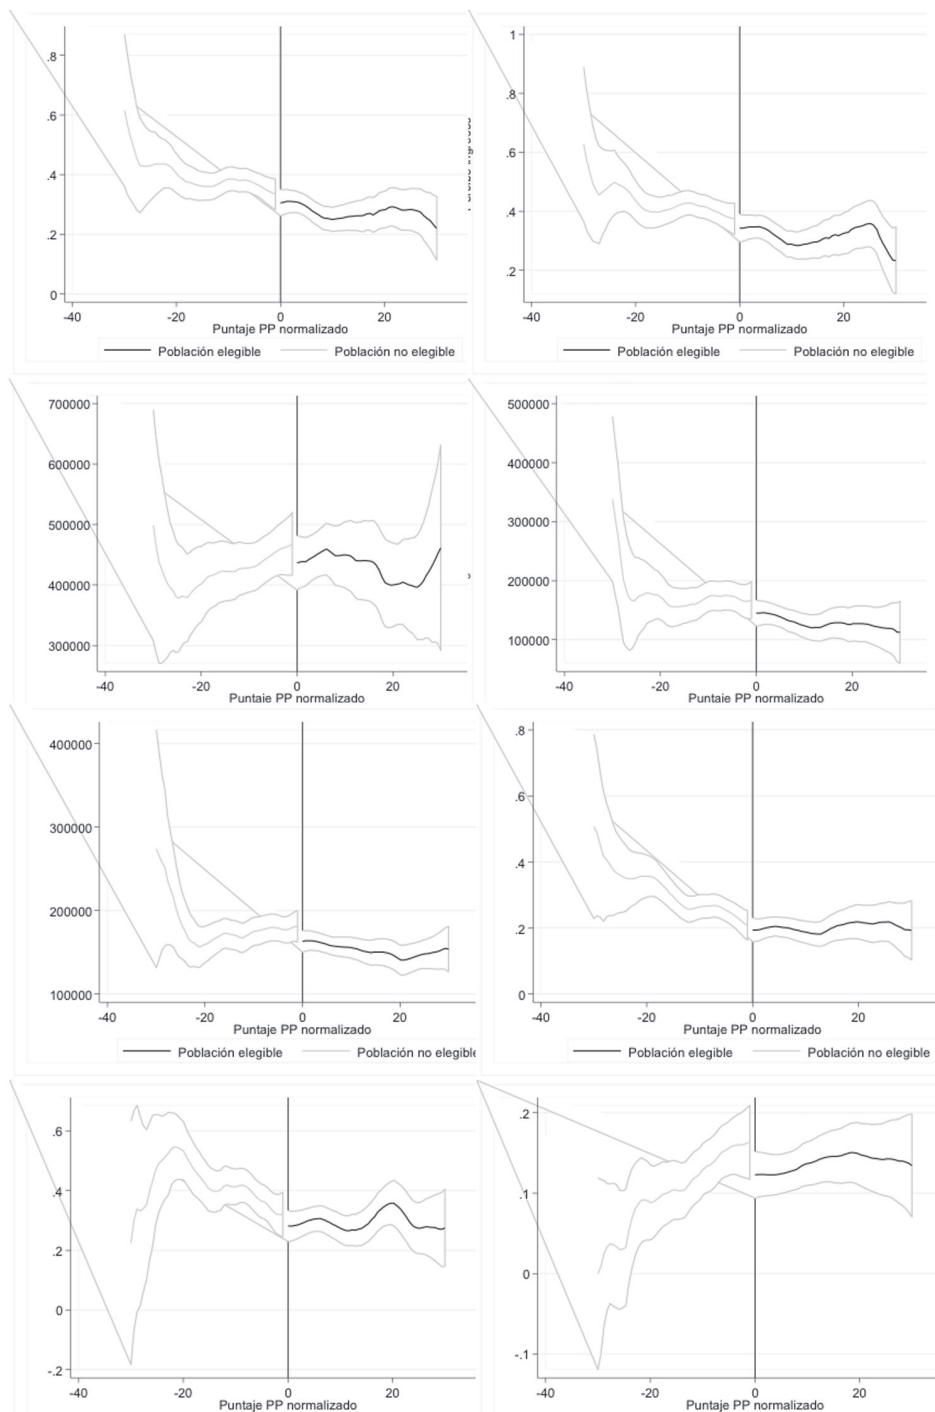 .8
.6
.4
.2
0
-40 -20 0 20
Puntaje PP normalizado
Población elegible Población no elegible
1
.8
.6
.4
.2
-40 -20 0 20
Puntaje PP normalizado
Población elegible Población no elegible
700000
600000
500000
400000
300000
-40 -20 0 20
Puntaje PP normalizado
500000
400000
300000
200000
100000
-40 -20 0 20
Puntaje PP normalizado
400000
300000
200000
100000
-40 -20 0 20
Puntaje PP normalizado
Población elegible Población no elegible
.8
.6
.4
.2
0
-40 -20 0 20
Puntaje PP normalizado
Población elegible Población no elegible
.6
.4
.2
0
-.2
-40 -20 0 20
Puntaje PP normalizado
.2
.1
0
-.1
-40 -20 0 20
Puntaje PP normalizado